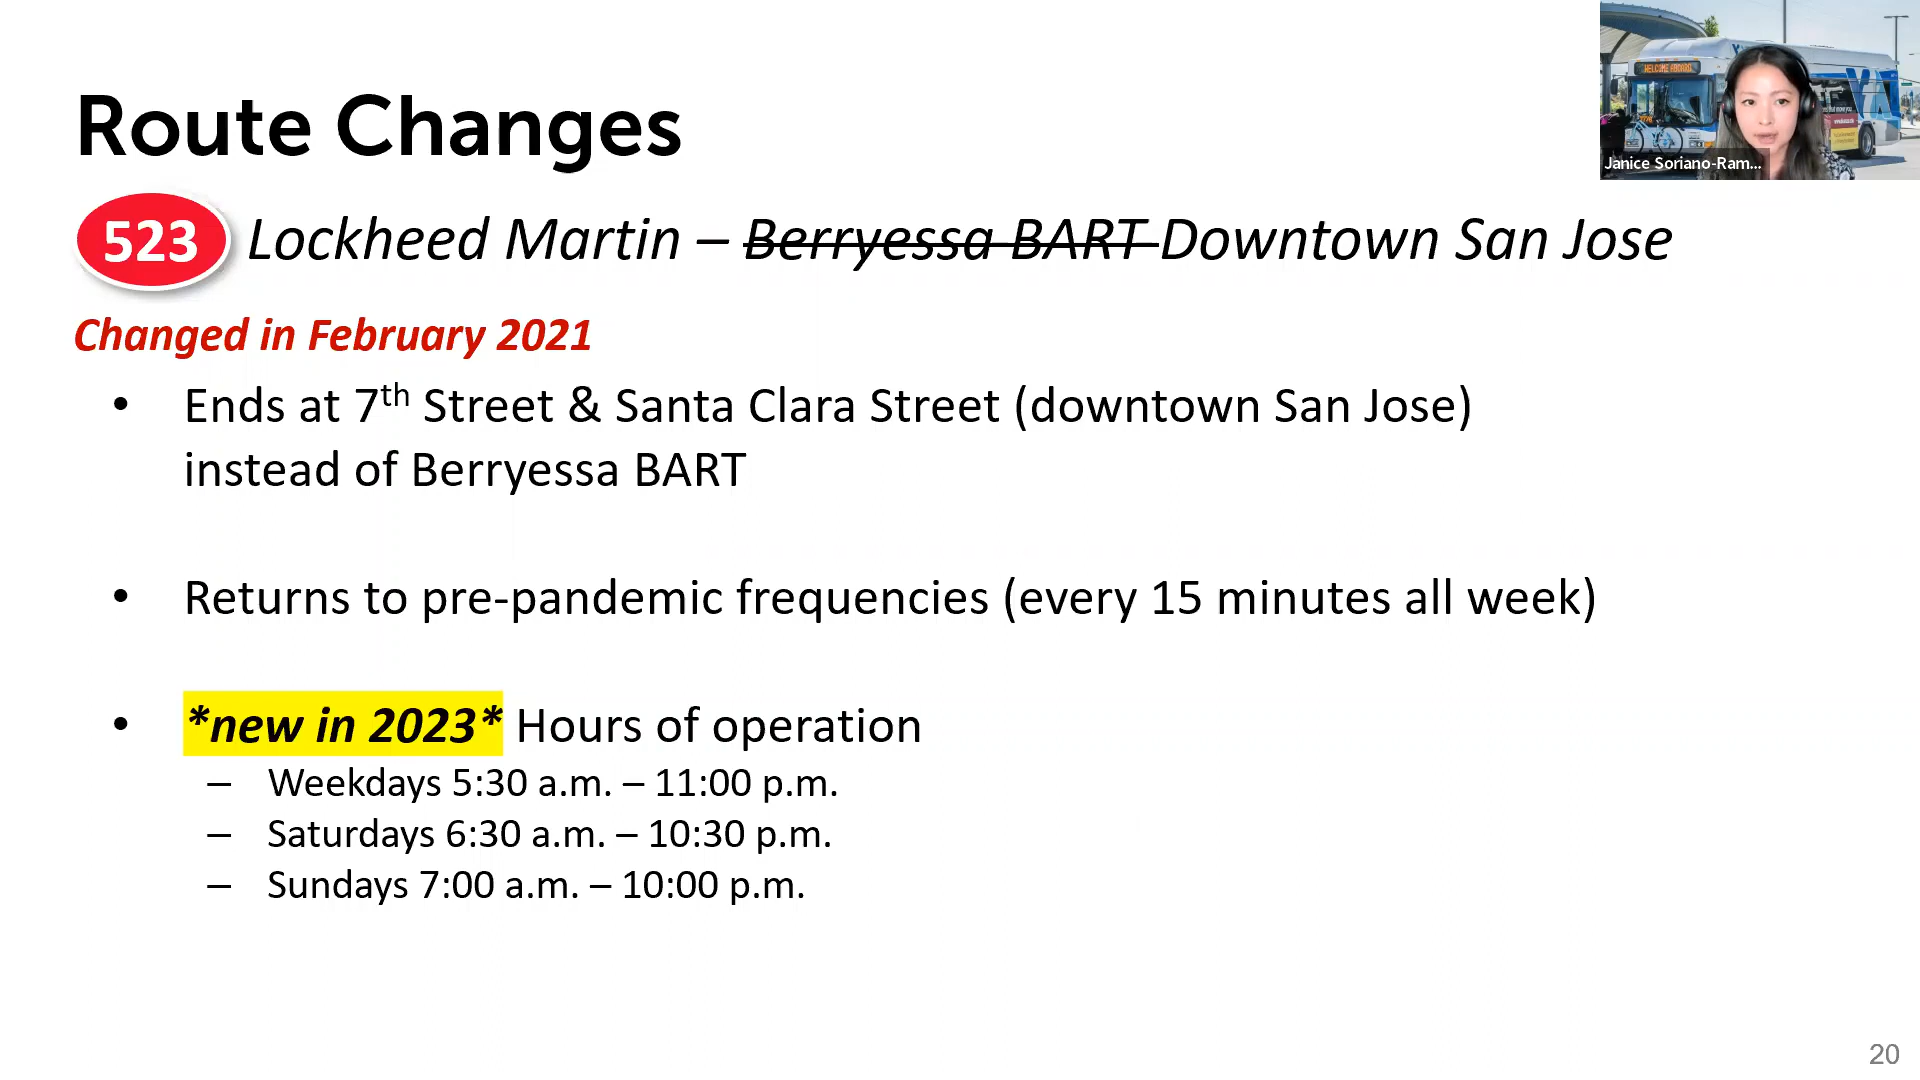 WELCOME ABOARD
Janice Soriano-Ram...
Route Changes
523 Lockheed Martin – Berryessa BART Downtown San Jose
Changed in February 2021
• Ends at 7th Street & Santa Clara Street (downtown San Jose)
instead of Berryessa BART
• Returns to pre-pandemic frequencies (every 15 minutes all week)
• *new in 2023* Hours of operation
– Weekdays 5:30 a.m. – 11:00 p.m.
– Saturdays 6:30 a.m. – 10:30 p.m.
– Sundays 7:00 a.m. – 10:00 p.m.
20